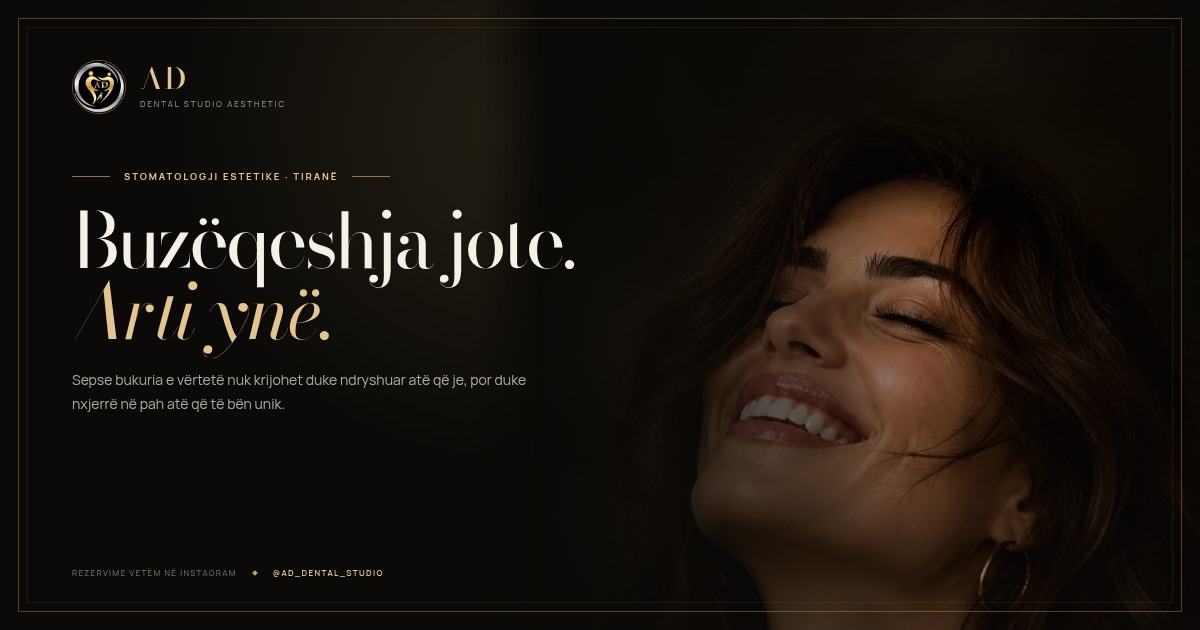 AD
AD
DENTAL STUDIO AESTHETIC
STOMATOLOGJI ESTETIKE · TIRANË
Buzëqeshja jote.
Arti ynë.
Sepse bukuria e vërtetë nuk krijohet duke ndryshuar atë që je, por duke
nxjerrë në pah atë që të bën unik.
REZERVIME VETËM NË INSTAGRAM ◆ @AD_DENTAL_STUDIO